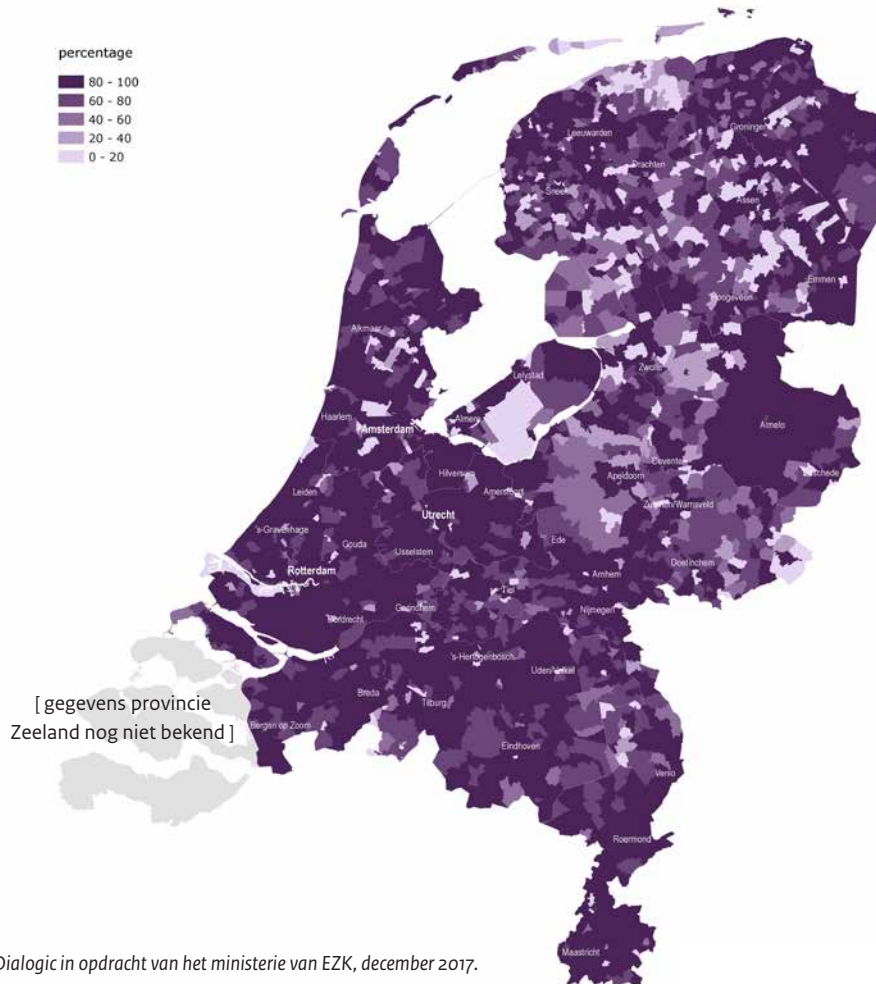 percentage
80 - 100
60 - 80
40 - 60
20 - 40
0 - 20
Leeuwarden
Groningen
Drachten
Sneek
Assen
Emmen
Hoogeveen
Alkmaar
Lelystad
Zwolle
Haarlem
Amsterdam
Almere
Almelo
Hilversum
Amersfoort
Apeldoorn
Deventer
Enschede
Leiden
Utrecht
Zutphen/Warnsveld
's-Gravenhage
Gouda
IJsselstein
Ede
Rotterdam
Arnhem
Doetinchem
Dordrecht
Gorinchem
Tiel
Nijmegen
's-Hertogenbosch
Uden/Veghel
[ gegevens provincie
Zeeland nog niet bekend ]
Breda
Tilburg
Bergen op Zoom
Eindhoven
Venlo
Roermond
Maastricht
Dialogic in opdracht van het ministerie van EZK, december 2017.